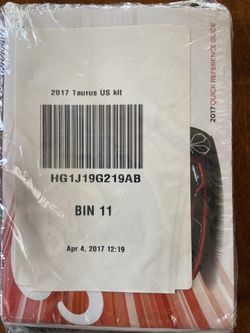 2017 Taurus US kit
HG1J19G219AB
BIN 11
Apr 4, 2017 12:19
2017 QUICK REFERENCE GUIDE